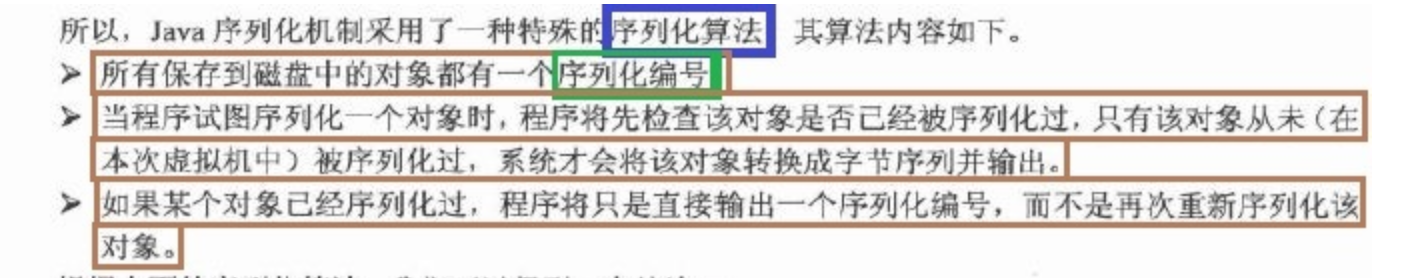 所以，Java 序列化机制采用了一种特殊的序列化算法 其算法内容如下。
➤ 所有保存到磁盘中的对象都有一个序列化编号
➤ 当程序试图序列化一个对象时，程序将先检查该对象是否已经被序列化过，只有该对象从未（在
本次虚拟机中）被序列化过，系统才会将该对象转换成字节序列并输出。
➤ 如果某个对象已经序列化过，程序将只是直接输出一个序列化编号，而不是再次重新序列化该
对象。